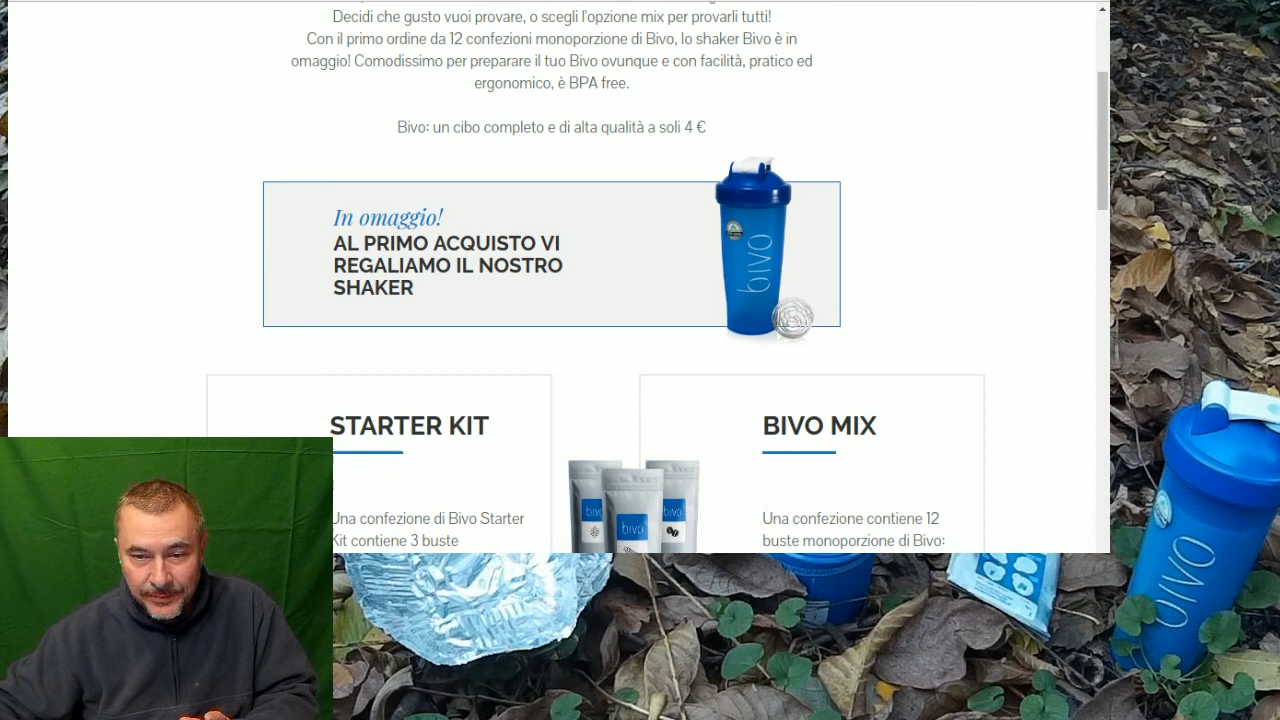 Decidi che gusto vuoi provare, o scegli l'opzione mix per provarli tutti!
Con il primo ordine da 12 confezioni monoporzione di Bivo, lo shaker Bivo è in
omaggio! Comodissimo per preparare il tuo Bivo ovunque e con facilità, pratico ed
ergonomico, è BPA free.
Bivo: un cibo completo e di alta qualità a soli 4 €
In omaggio!
AL PRIMO ACQUISTO VI
REGALIAMO IL NOSTRO
SHAKER
bivo
STARTER KIT
BIVO MIX
Una confezione di Bivo Starter
Kit contiene 3 buste
bivo
bivo
bivo
Una confezione contiene 12
buste monoporzione di Bivo:
bivo